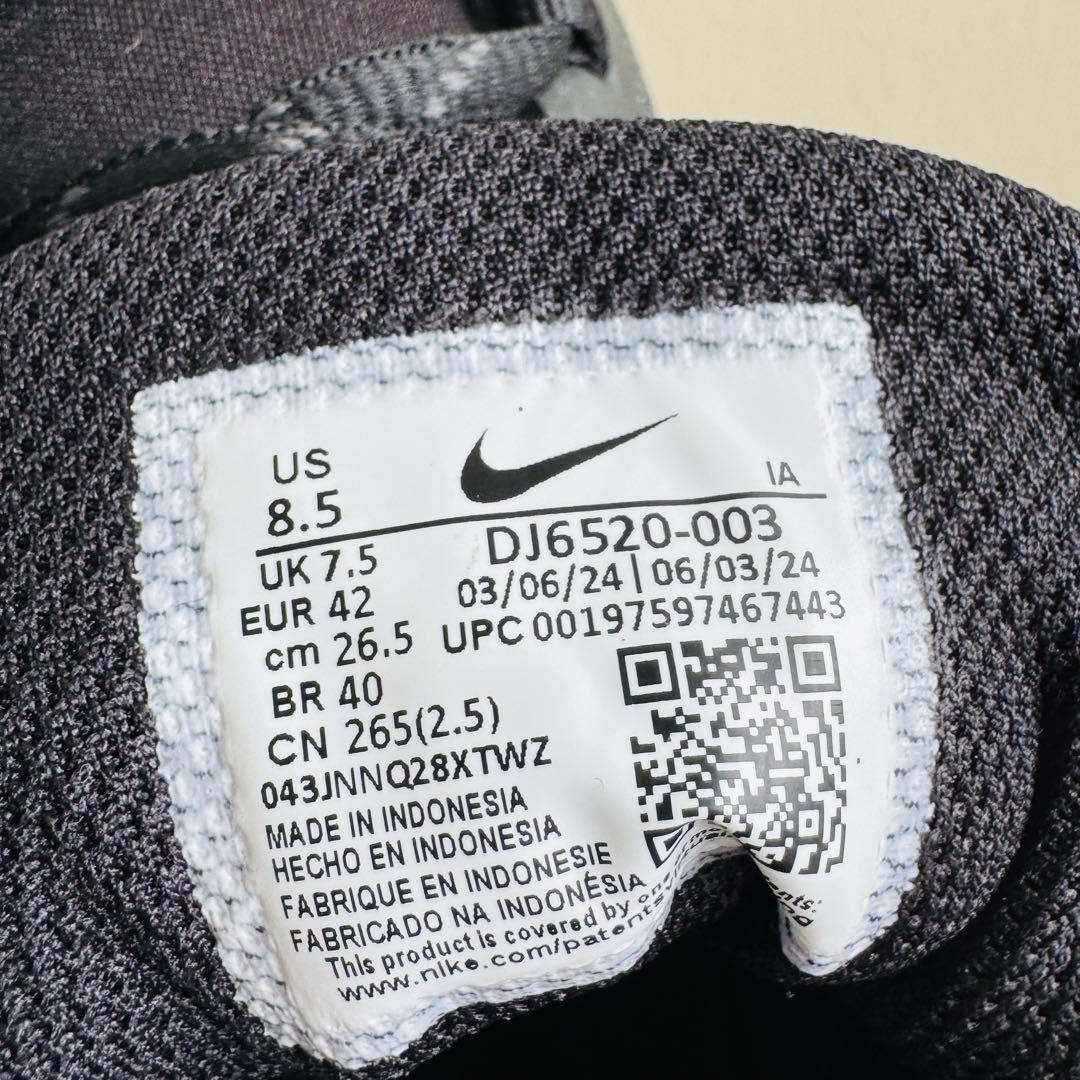 US
8.5
IA
UK 7.5
DJ6520-003
EUR 42
03/06/24 | 06/03/24
cm 26.5
UPC 00197597467443
BR 40
CN 265(2.5)
043JNNQ28XTWZ
MADE IN INDONESIA
HECHO EN INDONESIA
FABRIQUE EN INDONESIE
FABRICADO NA INDONÉSIA
This product is covered by
www.nike.com/patents